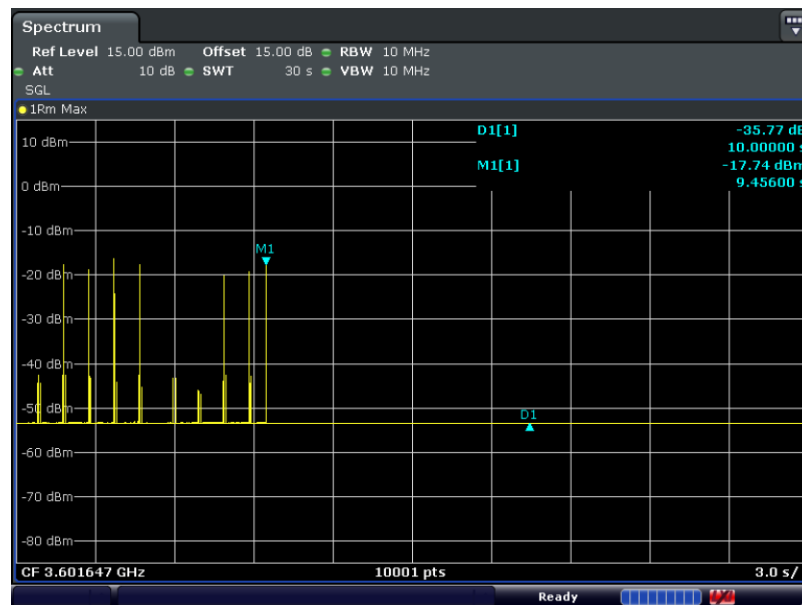 Spectrum
Ref Level 15.00 dBm Offset 15.00 dB RBW 10 MHz
Att 10 dB SWT 30 s VBW 10 MHz
SGL
1Rm Max
D1[1] -35.77 dB
10.00000 s
M1[1] -17.74 dBm
9.45600 s
10 dBm
0 dBm
-10 dBm
M1
-20 dBm
-30 dBm
-40 dBm
-50 dBm
D1
-60 dBm
-70 dBm
-80 dBm
CF 3.601647 GHz 10001 pts 3.0 s/
Ready